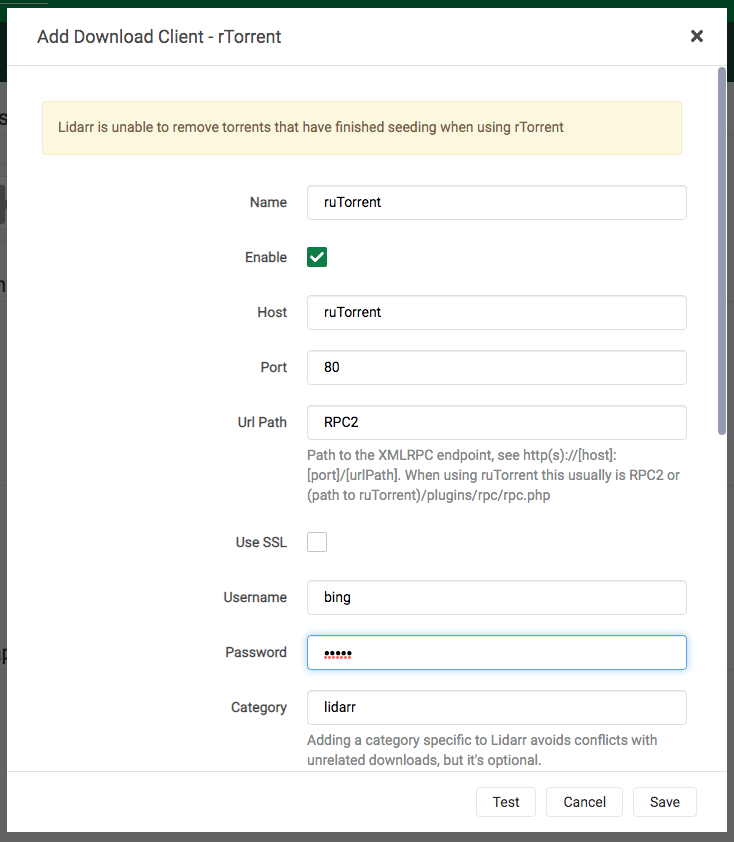 Add Download Client - rTorrent
Lidarr is unable to remove torrents that have finished seeding when using rTorrent
Name
ruTorrent
Enable
Host
ruTorrent
Port
80
Url Path
RPC2
Path to the XMLRPC endpoint, see http(s)://[host]:
[port]/[urlPath]. When using ruTorrent this usually is RPC2 or
(path to ruTorrent)/plugins/rpc/rpc.php
Use SSL
Username
bing
Password
•••••
Category
lidarr
Adding a category specific to Lidarr avoids conflicts with
unrelated downloads, but it's optional.
Test
Cancel
Save